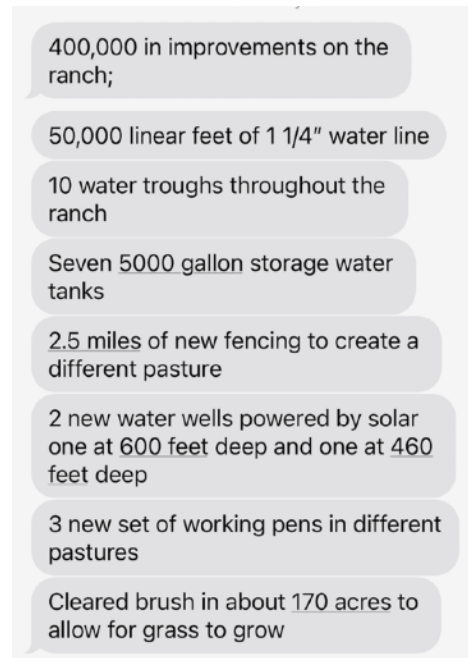 400,000 in improvements on the
ranch;
50,000 linear feet of 1 1/4" water line
10 water troughs throughout the
ranch
Seven 5000 gallon storage water
tanks
2.5 miles of new fencing to create a
different pasture
2 new water wells powered by solar
one at 600 feet deep and one at 460
feet deep
3 new set of working pens in different
pastures
Cleared brush in about 170 acres to
allow for grass to grow